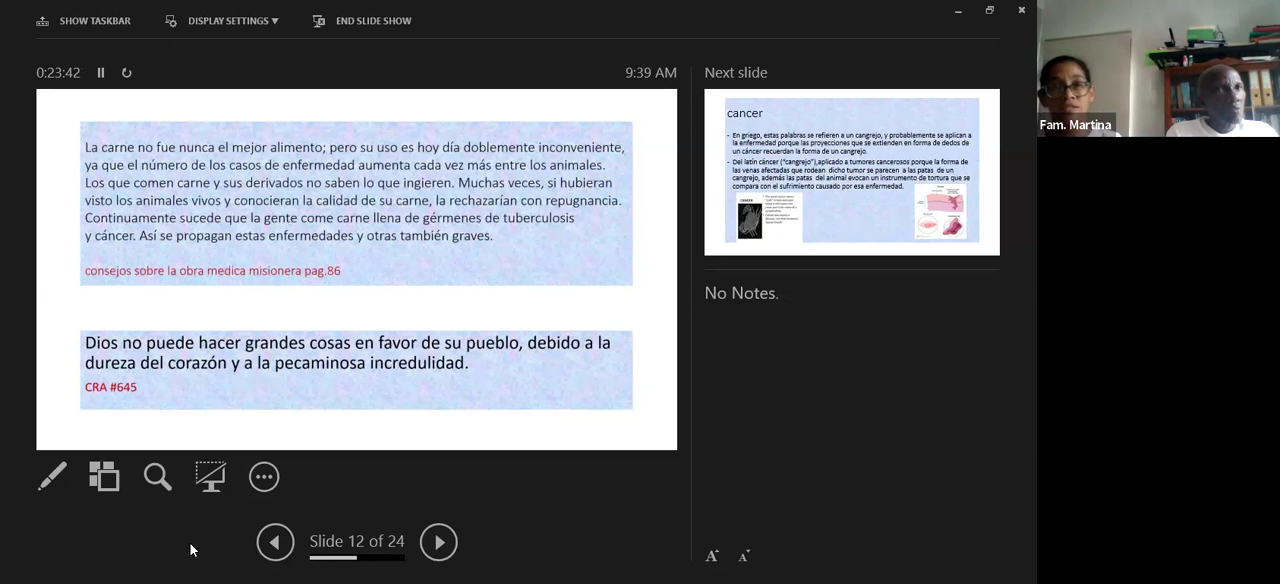 SHOW TASKBAR
DISPLAY SETTINGS ▾
END SLIDE SHOW
0:23:42
9:39 AM
La carne no fue nunca el mejor alimento; pero su uso es hoy día doblemente inconveniente,
ya que el número de los casos de enfermedad aumenta cada vez más entre los animales.
Los que comen carne y sus derivados no saben lo que ingieren. Muchas veces, si hubieran
visto los animales vivos y conocieran la calidad de su carne, la rechazarían con repugnancia.
Continuamente sucede que la gente come carne llena de gérmenes de tuberculosis
y cáncer. Así se propagan estas enfermedades y otras también graves.
consejos sobre la obra medica misionera pag.86
Dios no puede hacer grandes cosas en favor de su pueblo, debido a la
dureza del corazón y a la pecaminosa incredulidad.
CRA #645
Slide 12 of 24
Next slide
cancer
- En griego, estas palabras se refieren a un cangrejo, y probablemente se aplican a
la enfermedad porque las proyecciones que se extienden en forma de dedos de
un cáncer recuerdan la forma de un cangrejo.
- Del latín cáncer ("cangrejo),aplicado a tumores cancerosos porque la forma de
las venas afectadas que rodean dicho tumor se parecen a las patas de un
cangrejo, además las patas del animal evocan un instrumento de tortura que se
compara con el sufrimiento causado por esa enfermedad.
CANCER
No Notes.
A A
Fam. Martina